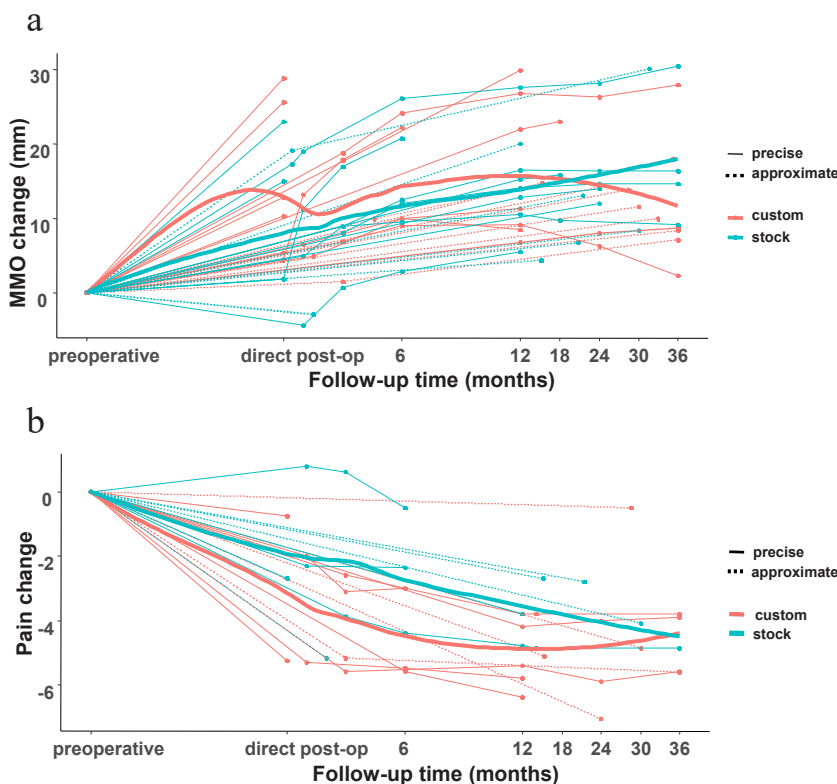 a
MMO change (mm)
30
20
10
0
preoperative
direct post-op
6
12
18
24
30
36
Follow-up time (months)
precise
approximate
custom
stock
b
Pain change
0
-2
-4
-6
preoperative
direct post-op
6
12
18
24
30
36
Follow-up time (months)
precise
approximate
custom
stock